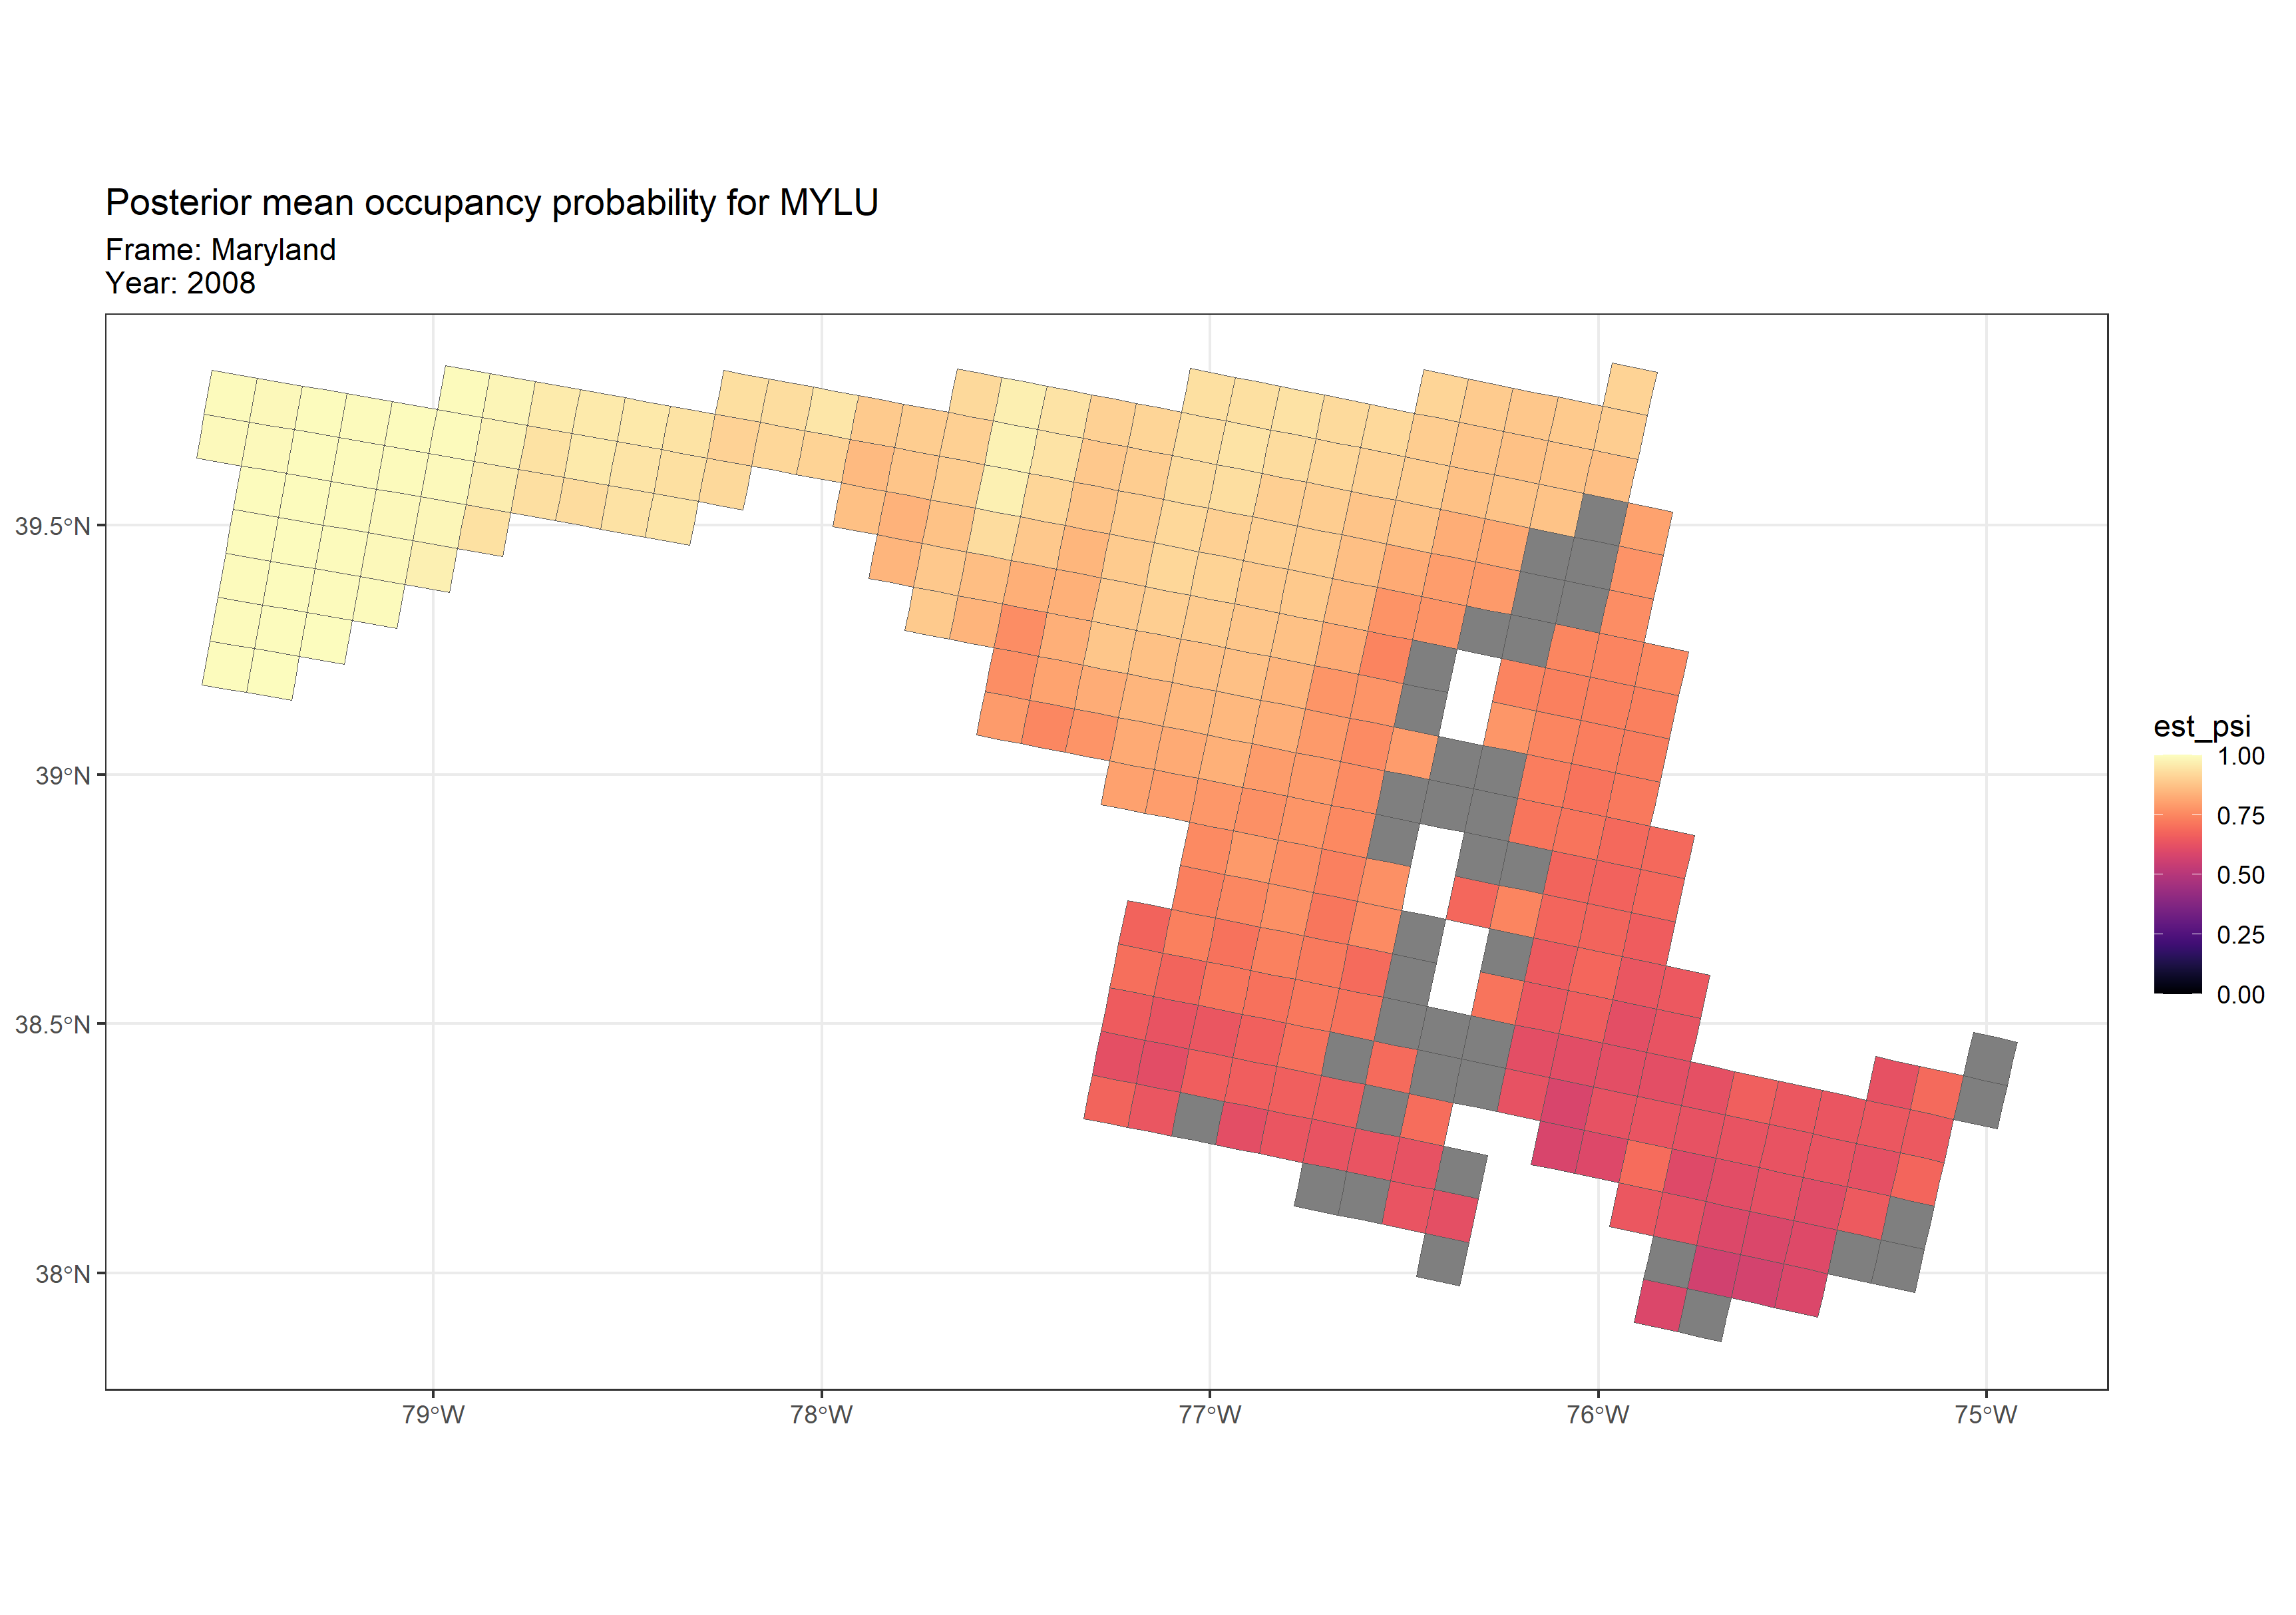 Posterior mean occupancy probability for MYLU
Frame: Maryland
Year: 2008
39.5°N
39°N
38.5°N
38°N
79°W
78°W
77°W
76°W
75°W
est_psi
1.00
0.75
0.50
0.25
0.00